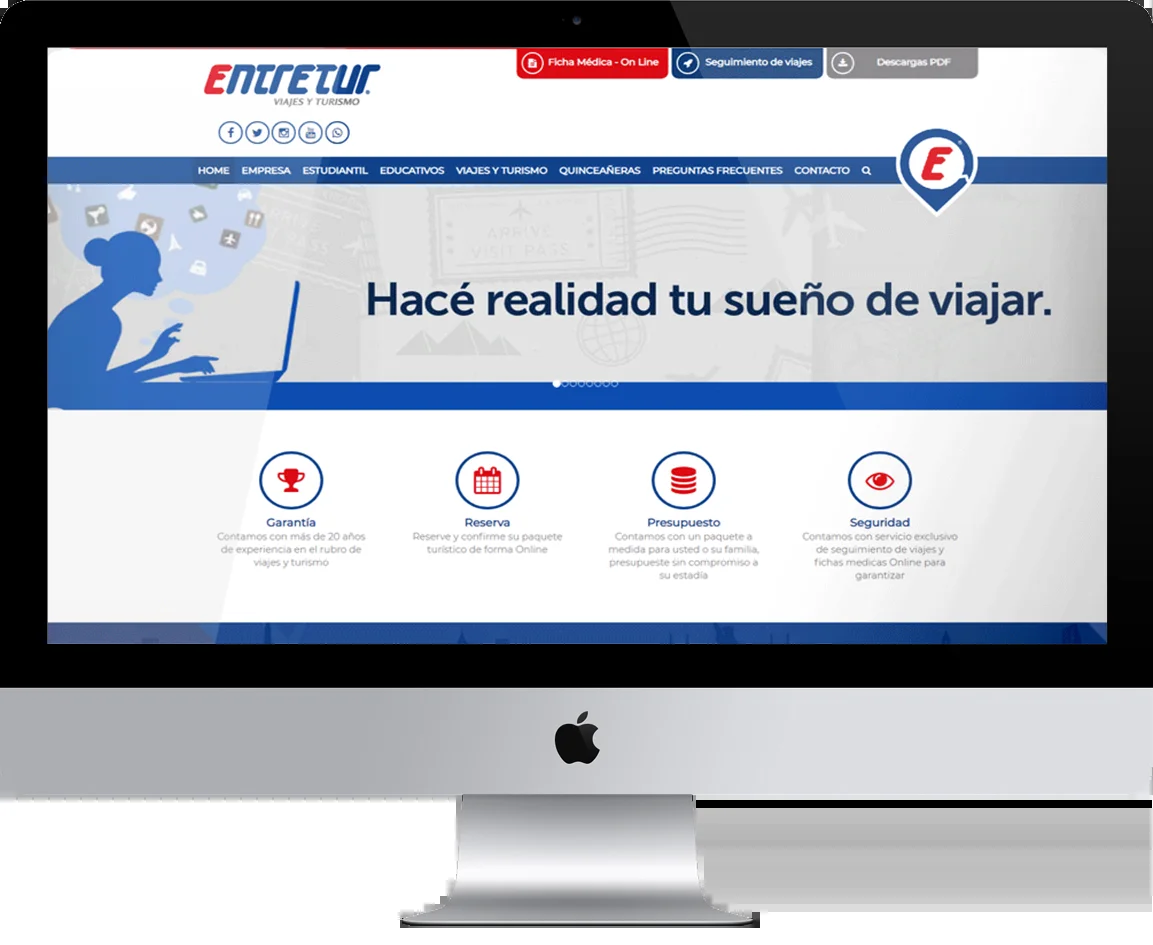 Ficha Médica - On Line
Seguimiento de viajes
Descargas PDF
ENTRETUR
VIAJES Y TURISMO
HOME EMPRESA ESTUDIANTIL EDUCATIVOS VIAJES Y TURISMO QUINCEAÑERAS PREGUNTAS FRECUENTES CONTACTO
E
ARRIVE
VISIT PASS
Hacé realidad tu sueño de viajar.
Garantía
Contamos con más de 20 años
de experiencia en el rubro de
viajes y turismo
Reserva
Reserve y confirme su paquete
turístico de forma Online
Presupuesto
Contamos con un paquete a
medida para usted o su familia,
presupueste sin compromiso a
su estadía
Seguridad
Contamos con servicio exclusivo
de seguimiento de viajes y
fichas medicas Online para
garantizar